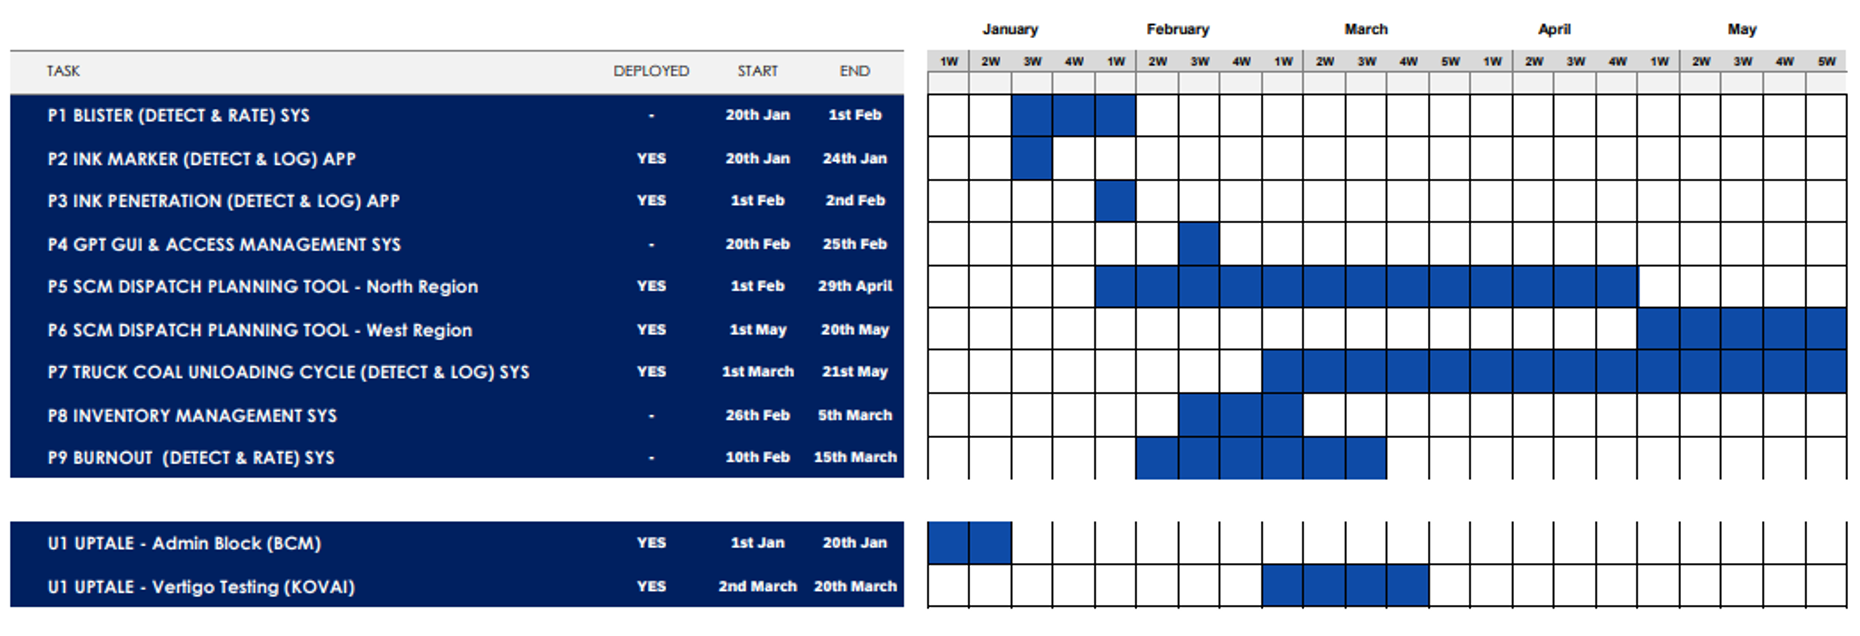 January February March April May
TASK DEPLOYED START END 1W 2W 3W 4W 1W 2W 3W 4W 1W 2W 3W 4W 5W 1W 2W 3W 4W 1W 2W 3W 4W 5W
P1 BLISTER (DETECT & RATE) SYS - 20th Jan 1st Feb
P2 INK MARKER (DETECT & LOG) APP YES 20th Jan 24th Jan
P3 INK PENETRATION (DETECT & LOG) APP YES 1st Feb 2nd Feb
P4 GPT GUI & ACCESS MANAGEMENT SYS - 20th Feb 25th Feb
P5 SCM DISPATCH PLANNING TOOL - North Region YES 1st Feb 29th April
P6 SCM DISPATCH PLANNING TOOL - West Region YES 1st May 20th May
P7 TRUCK COAL UNLOADING CYCLE (DETECT & LOG) SYS YES 1st March 21st May
P8 INVENTORY MANAGEMENT SYS - 26th Feb 5th March
P9 BURNOUT (DETECT & RATE) SYS - 10th Feb 15th March
U1 UPTALE - Admin Block (BCM) YES 1st Jan 20th Jan
U1 UPTALE - Vertigo Testing (KOVAI) YES 2nd March 20th March